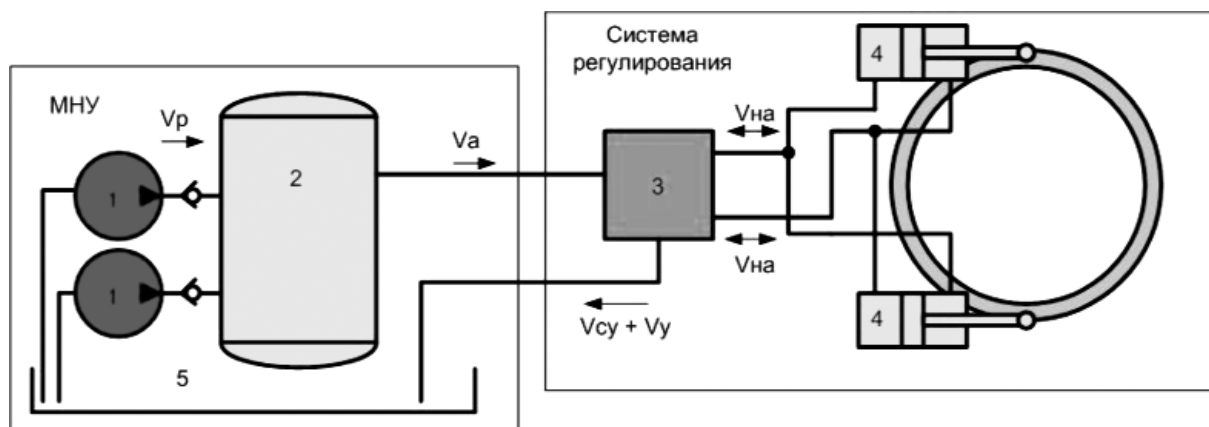 Система
регулирования
МНУ
Vр
Vа
Vна
Vна
Vсу + Vу
1
1
2
3
4
4
5